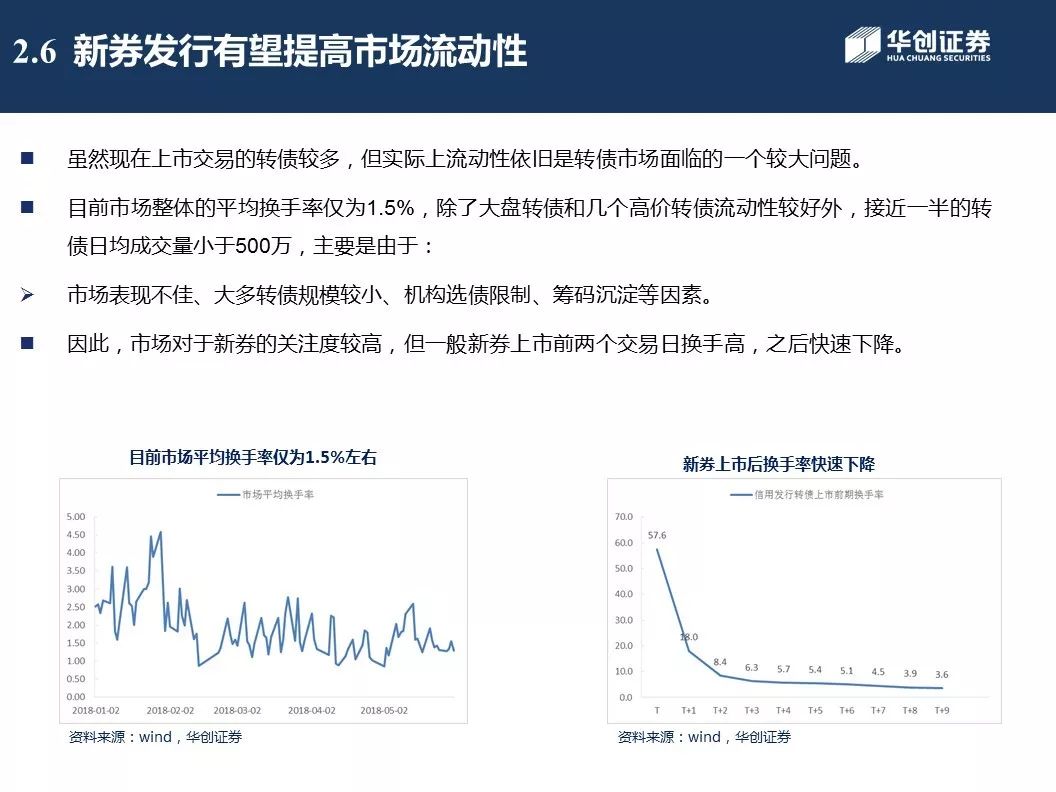 2.6 新券发行有望提高市场流动性
华创证券
HUA CHUANG SECURITIES
■ 虽然现在上市交易的转债较多，但实际上流动性依旧是转债市场面临的一个较大问题。
■ 目前市场整体的平均换手率仅为1.5%，除了大盘转债和几个高价转债流动性较好外，接近一半的转
债日均成交量小于500万，主要是由于：
➢ 市场表现不佳、大多转债规模较小、机构选债限制、筹码沉淀等因素。
■ 因此，市场对于新券的关注度较高，但一般新券上市前两个交易日换手高，之后快速下降。
目前市场平均换手率仅为1.5%左右
市场平均换手率
5.00
4.50
4.00
3.50
3.00
2.50
2.00
1.50
1.00
0.50
0.00
2018-01-02 2018-02-02 2018-03-02 2018-04-02 2018-05-02
资料来源：wind，华创证券
新券上市后换手率快速下降
信用发行转债上市前期换手率
70.0
60.0
50.0
40.0
30.0
20.0
10.0
0.0
57.6
18.0
8.4 6.3 5.7 5.4 5.1 4.5 3.9 3.6
T T+1 T+2 T+3 T+4 T+5 T+6 T+7 T+8 T+9
资料来源：wind，华创证券